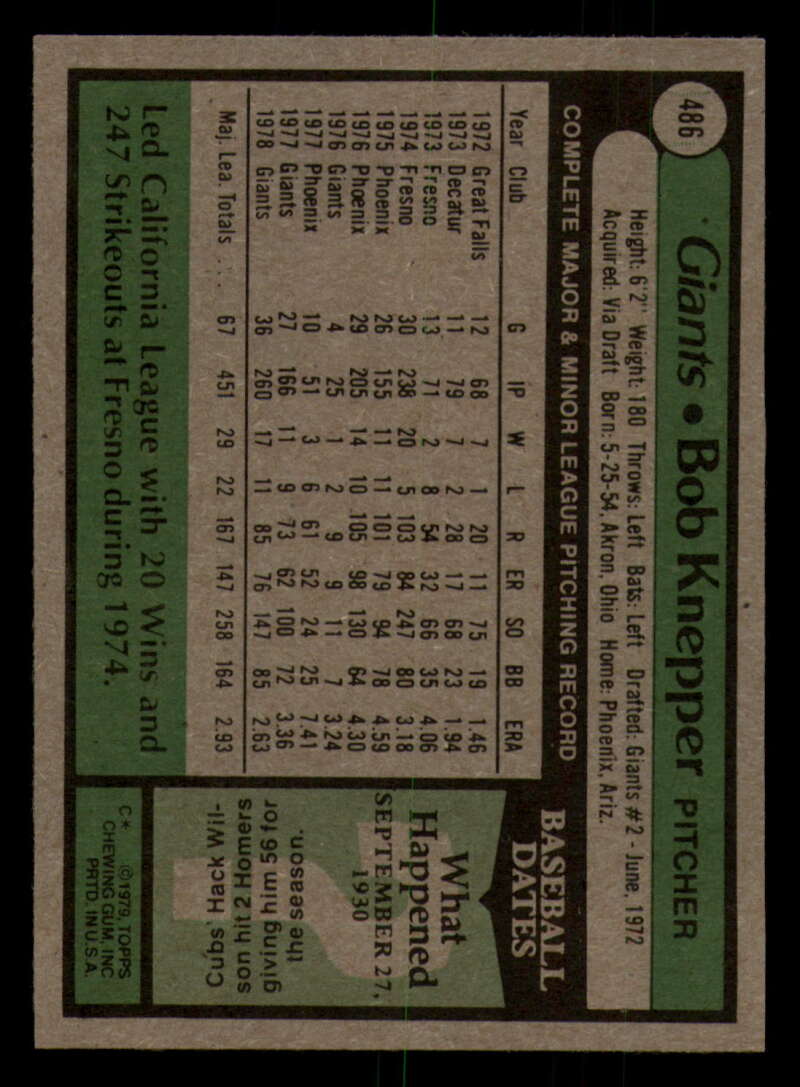 486
Giants • Bob Knepper PITCHER
Height: 6'2" Weight: 180 Throws: Left Bats: Left Drafted: Giants #2 - June, 1972
Acquired: Via Draft Born: 5-25-54, Akron, Ohio Home: Phoenix, Ariz.
COMPLETE MAJOR & MINOR LEAGUE PITCHING RECORD
Year Club G IP W L R ER SO BB ERA
1972 Great Falls 12 68 7 1 20 11 75 19 1.46
1973 Decatur 11 79 7 2 28 17 68 23 1.94
1973 Fresno 13 71 2 8 54 32 66 35 4.06
1974 Fresno 30 238 20 5 103 84 247 80 3.18
1975 Phoenix 26 155 11 11 101 79 94 78 4.59
1976 Phoenix 29 205 14 10 105 98 130 64 4.30
1976 Giants 4 25 1 2 9 9 11 7 3.24
1977 Phoenix 10 51 3 6 61 52 24 25 7.41
1977 Giants 27 166 11 9 73 62 100 72 3.36
1978 Giants 36 260 17 11 85 76 147 85 2.63
Maj. Lea. Totals . . . 67 451 29 22 167 147 258 164 2.93
Led California League with 20 Wins and
247 Strikeouts at Fresno during 1974.
BASEBALL
DATES
What
Happened
SEPTEMBER 27,
1930
Cubs' Hack Wil-
son hit 2 Homers
giving him 56 for
the season.
C* ©1979, TOPPS
CHEWING GUM, INC
PRTD. IN U.S.A.